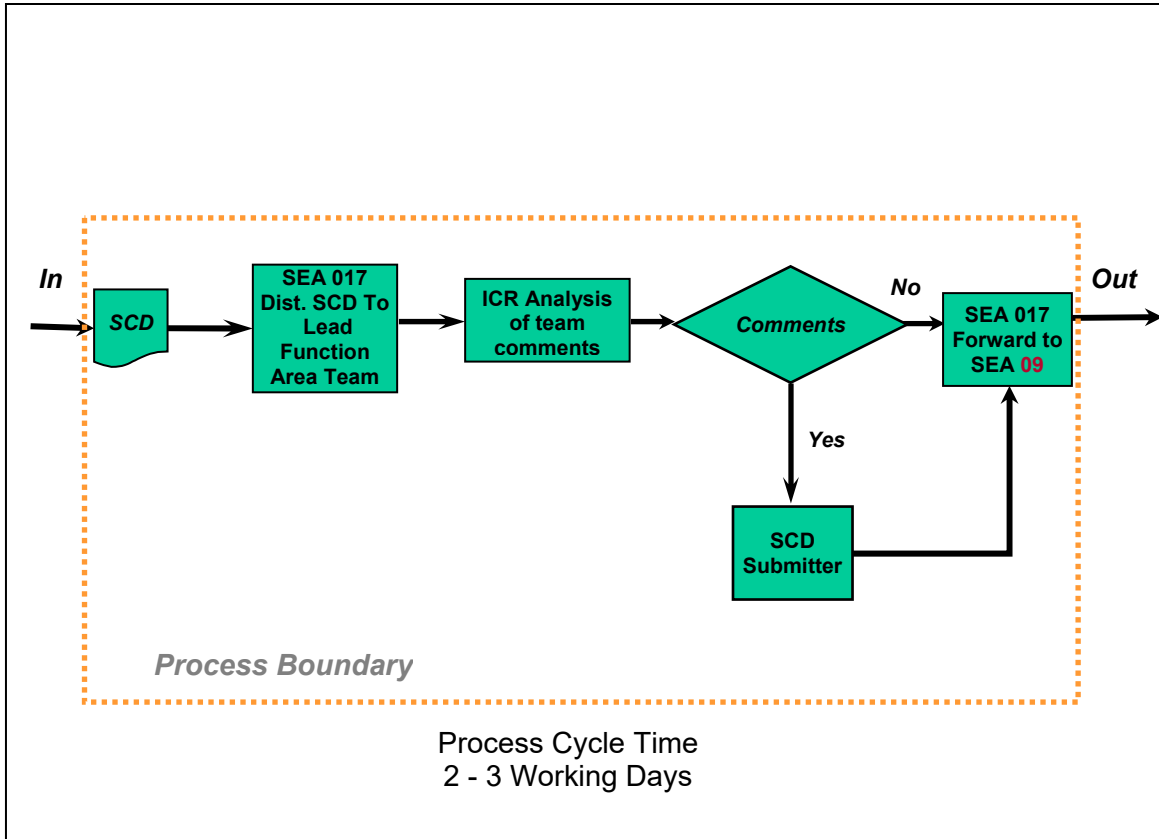 In
SCD
SEA 017
Dist. SCD To
Lead
Function
Area Team
ICR Analysis
of team
comments
Comments
No
Yes
SCD
Submitter
SEA 017
Forward to
SEA 09
Out
Process Boundary
Process Cycle Time
2 - 3 Working Days